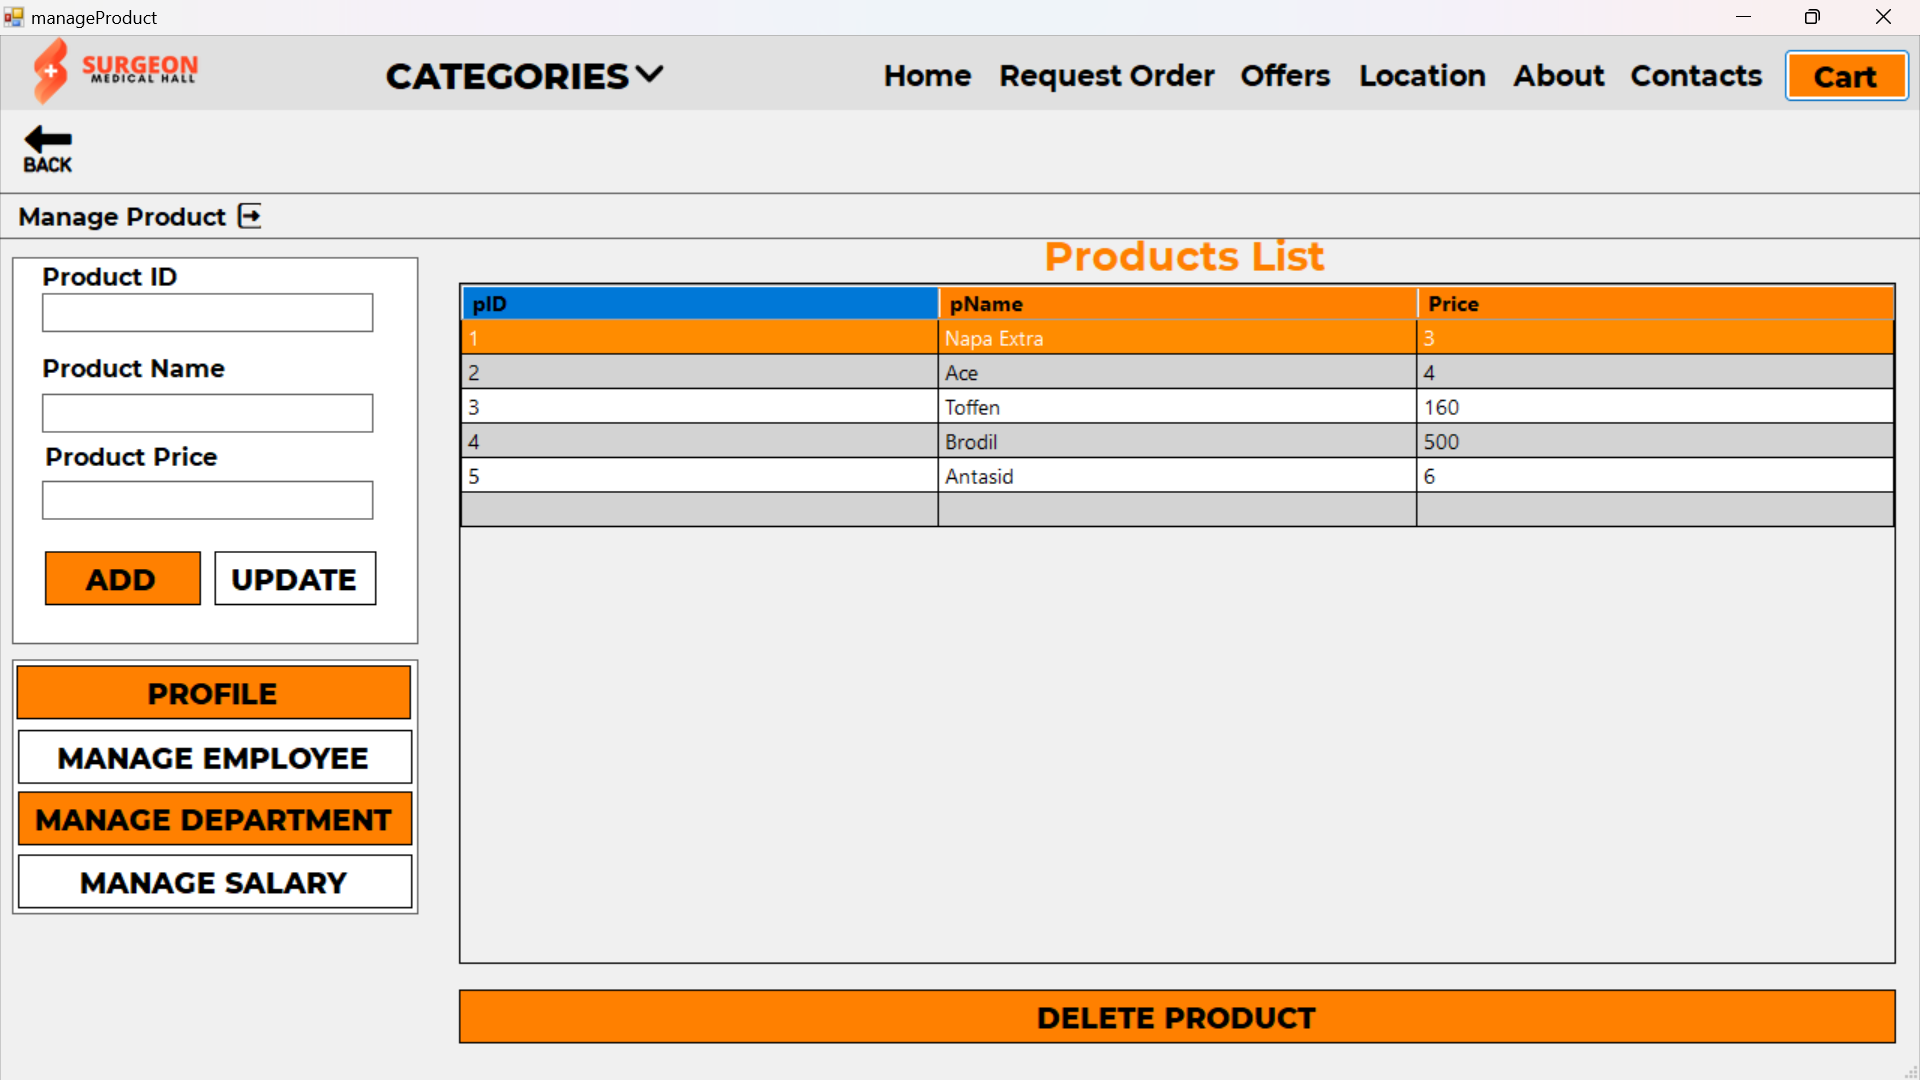 manageProduct
SURGEON
MEDICAL HALL
CATEGORIES
Home Request Order Offers Location About Contacts Cart
BACK
Manage Product
Products List
Product ID
Product Name
Product Price
ADD UPDATE
PROFILE
MANAGE EMPLOYEE
MANAGE DEPARTMENT
MANAGE SALARY
pID pName Price
1 Napa Extra 3
2 Ace 4
3 Toffen 160
4 Brodil 500
5 Antasid 6
DELETE PRODUCT